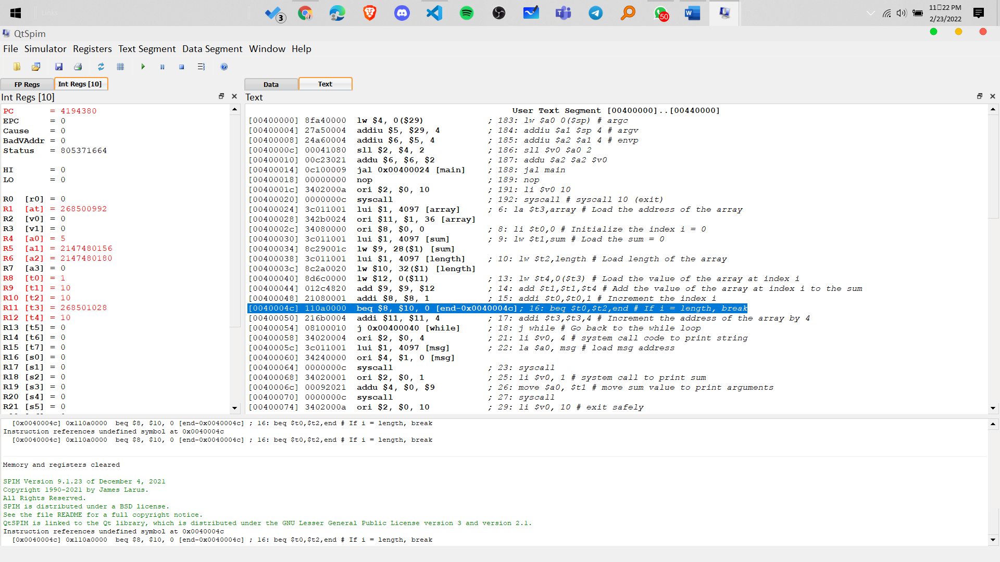 Links
3
50
11:22 PM
2/23/2022
QtSpim
File Simulator Registers Text Segment Data Segment Window Help
FP Regs
Int Regs [10]
Data
Text
Int Regs [10]
PC = 4194380
EPC = 0
Cause = 0
BadVAddr = 0
Status = 805371664
HI = 0
LO = 0
R0 [r0] = 0
R1 [at] = 268500992
R2 [v0] = 0
R3 [v1] = 0
R4 [a0] = 5
R5 [a1] = 2147480156
R6 [a2] = 2147480180
R7 [a3] = 0
R8 [t0] = 1
R9 [t1] = 10
R10 [t2] = 10
R11 [t3] = 268501028
R12 [t4] = 10
R13 [t5] = 0
R14 [t6] = 0
R15 [t7] = 0
R16 [s0] = 0
R17 [s1] = 0
R18 [s2] = 0
R19 [s3] = 0
R20 [s4] = 0
R21 [s5] = 0
Text
User Text Segment [00400000]..[00440000]
[00400000] 8fa40000 lw $4, 0($29) ; 183: lw $a0 0($sp) # argc
[00400004] 27a50004 addiu $5, $29, 4 ; 184: addiu $a1 $sp 4 # argv
[00400008] 24a60004 addiu $6, $5, 4 ; 185: addiu $a2 $a1 4 # envp
[0040000c] 00041080 sll $2, $4, 2 ; 186: sll $v0 $a0 2
[00400010] 00c23021 addu $6, $6, $2 ; 187: addu $a2 $a2 $v0
[00400014] 0c100009 jal 0x00400024 [main] ; 188: jal main
[00400018] 00000000 nop ; 189: nop
[0040001c] 3402000a ori $2, $0, 10 ; 191: li $v0 10
[00400020] 0000000c syscall ; 192: syscall # syscall 10 (exit)
[00400024] 3c011001 lui $1, 4097 [array] ; 6: la $t3,array # Load the address of the array
[00400028] 342b0024 ori $11, $1, 36 [array]
[0040002c] 34080000 ori $8, $0, 0 ; 8: li $t0,0 # Initialize the index i = 0
[00400030] 3c011001 lui $1, 4097 [sum] ; 9: lw $t1,sum # Load the sum = 0
[00400034] 8c29001c lw $9, 28($1) [sum]
[00400038] 3c011001 lui $1, 4097 [length] ; 10: lw $t2,length # Load length of the array
[0040003c] 8c2a0020 lw $10, 32($1) [length]
[00400040] 8d6c0000 lw $12, 0($11) ; 13: lw $t4,0($t3) # Load the value of the array at index i
[00400044] 012c4820 add $9, $9, $12 ; 14: add $t1,$t1,$t4 # Add the value of the array at index i to the sum
[00400048] 21080001 addi $8, $8, 1 ; 15: addi $t0,$t0,1 # Increment the index i
[0040004c] 110a0000 beq $8, $10, 0 [end-0x0040004c]; 16: beq $t0,$t2,end # If i = length, break
[00400050] 216b0004 addi $11, $11, 4 ; 17: addi $t3,$t3,4 # Increment the address of the array by 4
[00400054] 08100010 j 0x00400040 [while] ; 18: j while # Go back to the while loop
[00400058] 34020004 ori $2, $0, 4 ; 21: li $v0, 4 # system call code to print string
[0040005c] 3c011001 lui $1, 4097 [msg] ; 22: la $a0, msg # load msg address
[00400060] 34240000 ori $4, $1, 0 [msg]
[00400064] 0000000c syscall ; 23: syscall
[00400068] 34020001 ori $2, $0, 1 ; 25: li $v0, 1 # system call to print sum
[0040006c] 00092021 addu $4, $0, $9 ; 26: move $a0, $t1 # move sum value to print arguments
[00400070] 0000000c syscall ; 27: syscall
[00400074] 3402000a ori $2, $0, 10 ; 29: li $v0, 10 # exit safely
[0x0040004c] 0x110a0000 beq $8, $10, 0 [end-0x0040004c] ; 16: beq $t0,$t2,end # If i = length, break
Instruction references undefined symbol at 0x0040004c
[0x0040004c] 0x110a0000 beq $8, $10, 0 [end-0x0040004c] ; 16: beq $t0,$t2,end # If i = length, break
Memory and registers cleared
SPIM Version 9.1.23 of December 4, 2021
Copyright 1990-2021 by James Larus.
All Rights Reserved.
SPIM is distributed under a BSD license.
See the file README for a full copyright notice.
QtSPIM is linked to the Qt library, which is distributed under the GNU Lesser General Public License version 3 and version 2.1.
Instruction references undefined symbol at 0x0040004c
[0x0040004c] 0x110a0000 beq $8, $10, 0 [end-0x0040004c] ; 16: beq $t0,$t2,end # If i = length, break